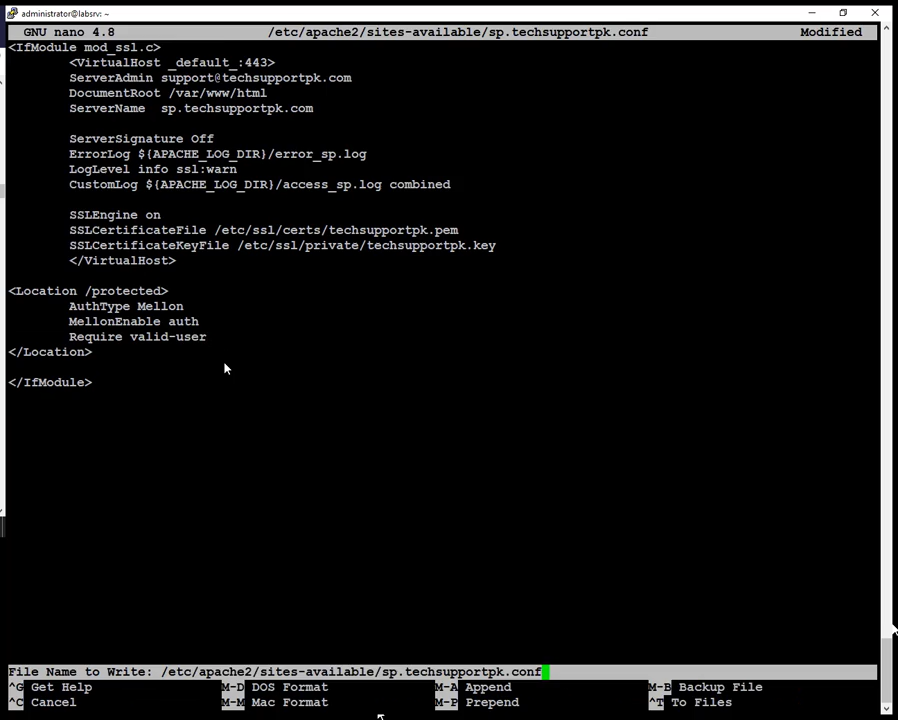 administrator@labsrv: ~
GNU nano 4.8 /etc/apache2/sites-available/sp.techsupportpk.conf Modified
<IfModule mod_ssl.c>
<VirtualHost _default_:443>
ServerAdmin support@techsupportpk.com
DocumentRoot /var/www/html
ServerName  sp.techsupportpk.com
ServerSignature Off
ErrorLog ${APACHE_LOG_DIR}/error_sp.log
LogLevel info ssl:warn
CustomLog ${APACHE_LOG_DIR}/access_sp.log combined
SSLEngine on
SSLCertificateFile /etc/ssl/certs/techsupportpk.pem
SSLCertificateKeyFile /etc/ssl/private/techsupportpk.key
</VirtualHost>
<Location /protected>
AuthType Mellon
MellonEnable auth
Require valid-user
</Location>
</IfModule>
File Name to Write: /etc/apache2/sites-available/sp.techsupportpk.conf
^G Get Help M-D DOS Format M-A Append M-B Backup File
^C Cancel M-M Mac Format M-P Prepend ^T To Files